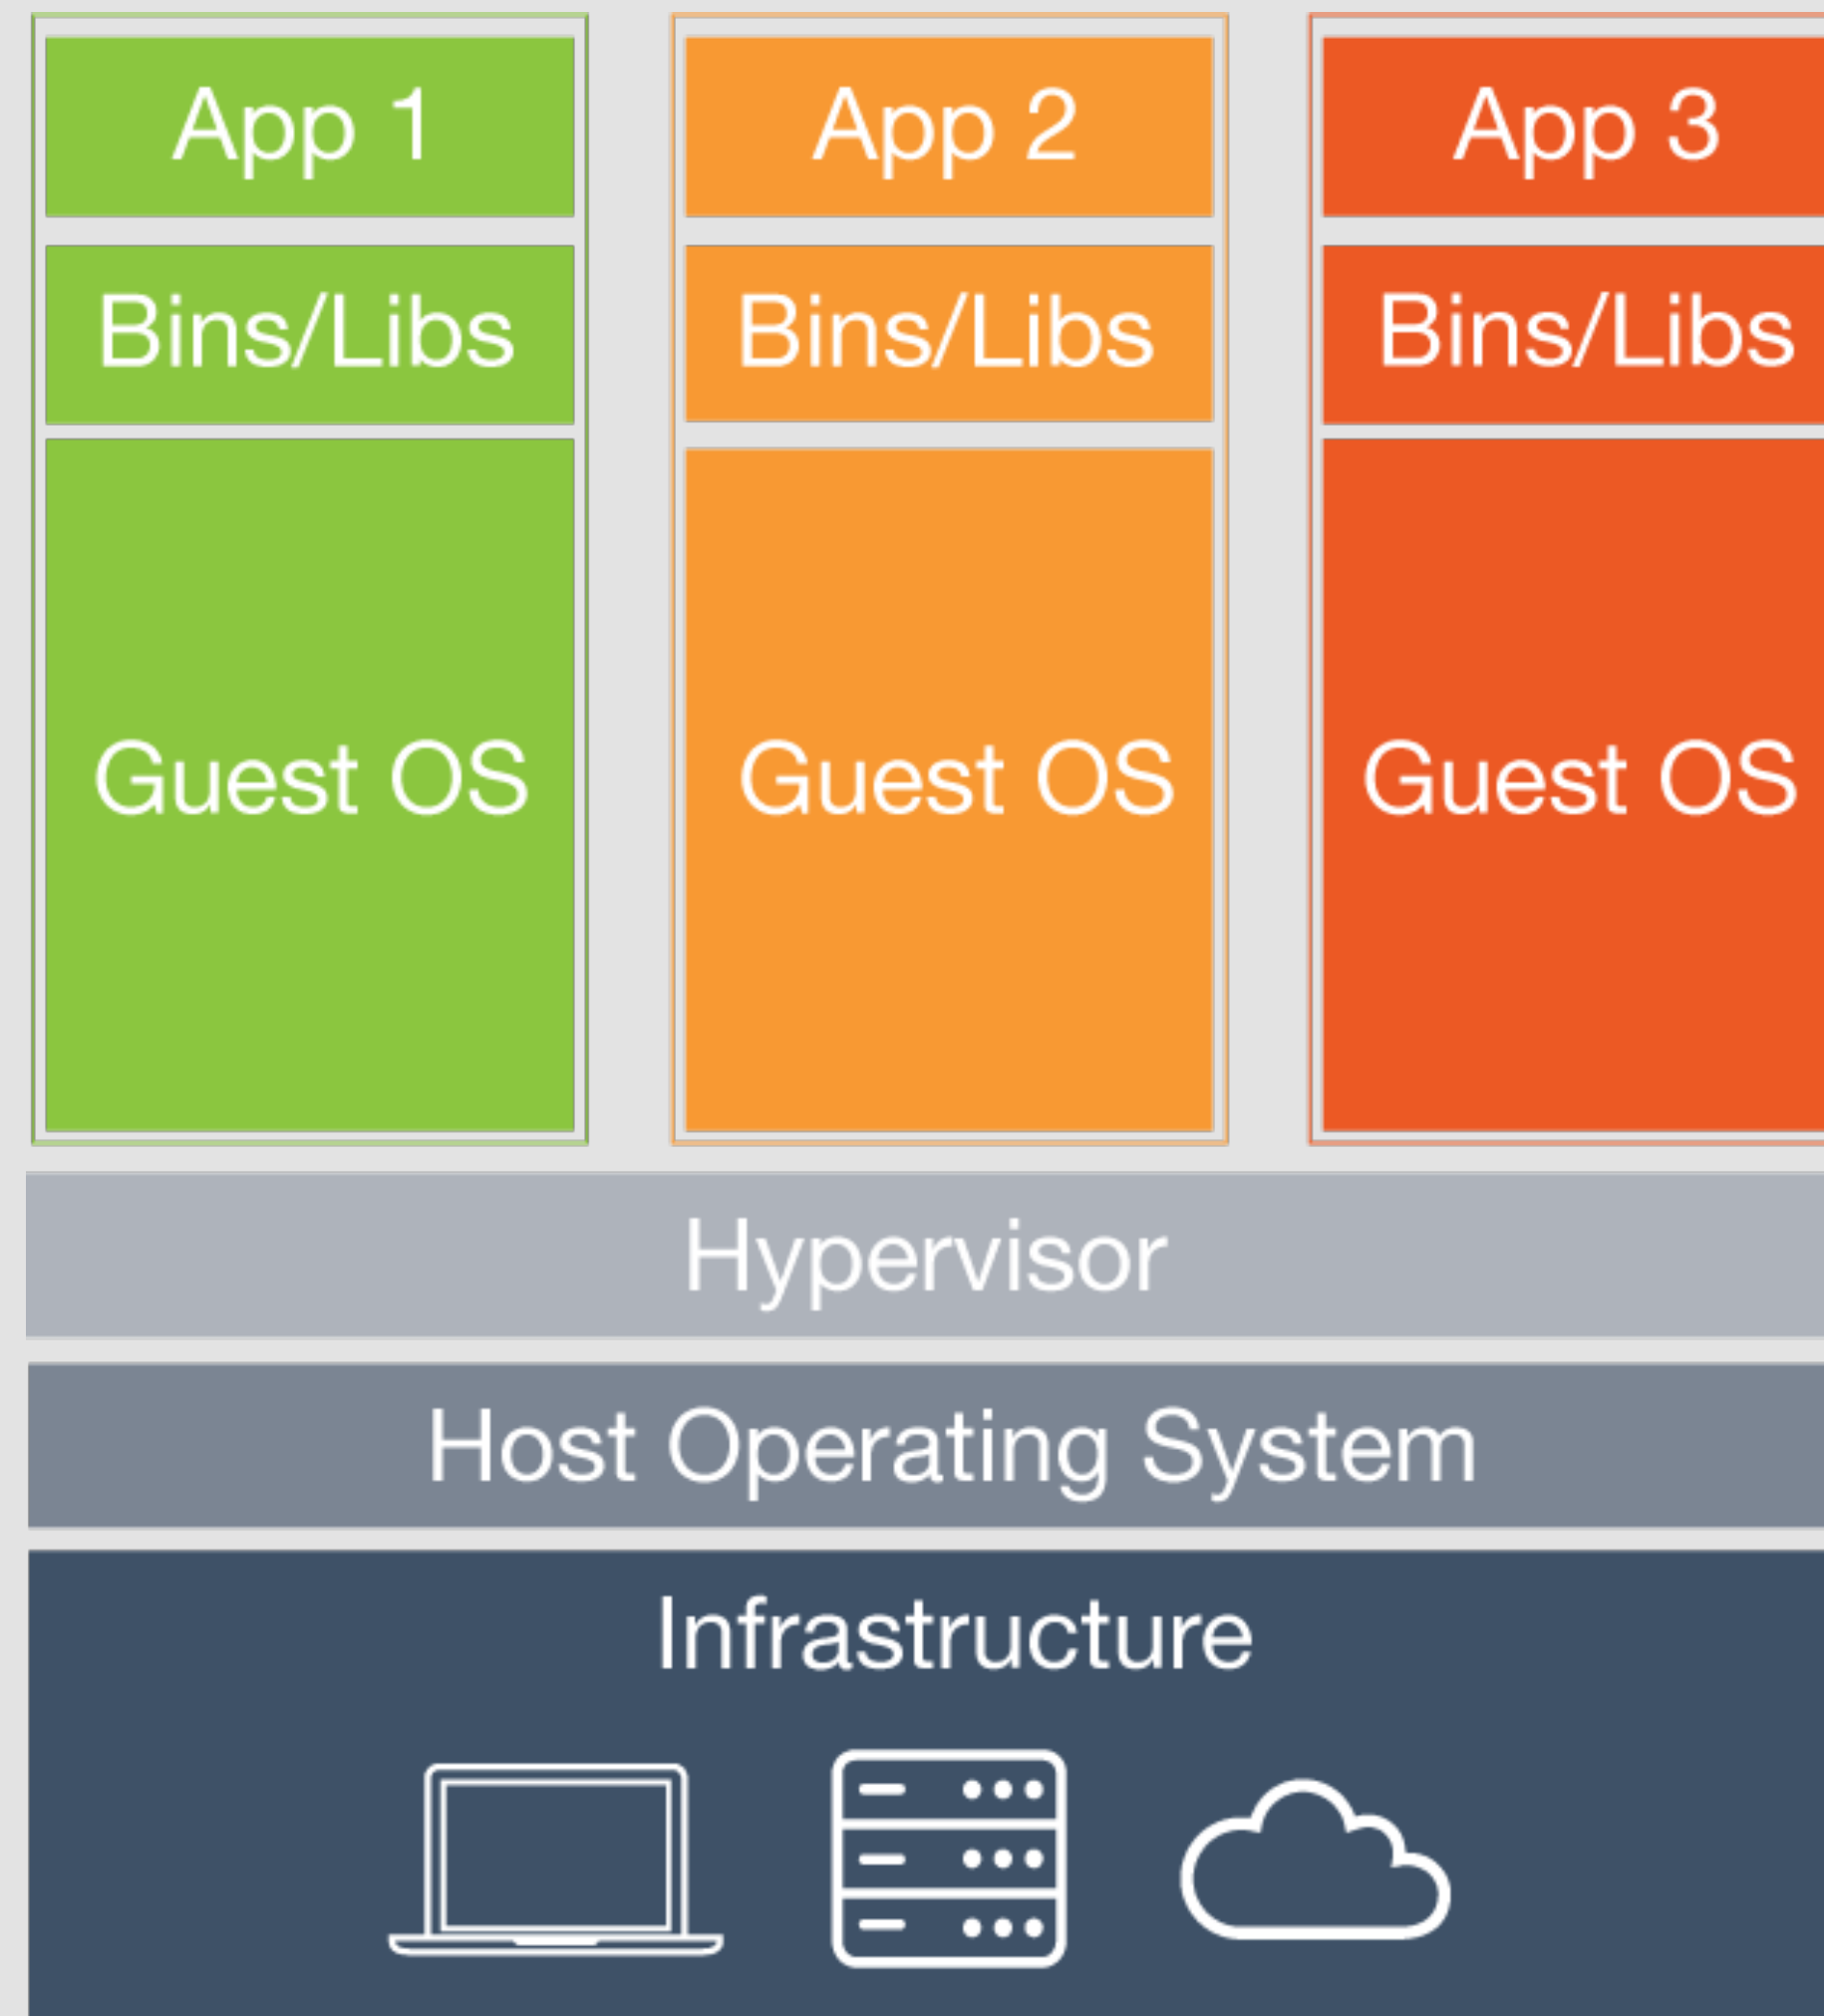 App 1
App 2
App 3
Bins/Libs
Bins/Libs
Bins/Libs
Guest OS
Guest OS
Guest OS
Hypervisor
Host Operating System
Infrastructure